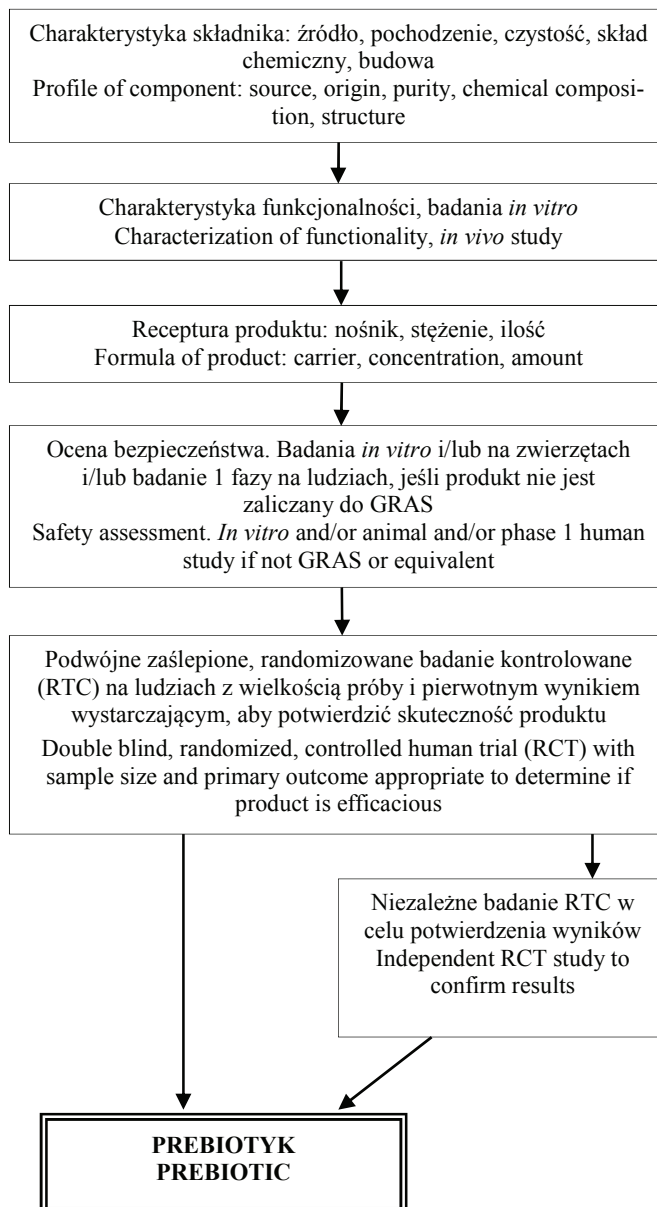 Charakterystyka składnika: źródło, pochodzenie, czystość, skład
chemiczny, budowa
Profile of component: source, origin, purity, chemical composi-
tion, structure
Charakterystyka funkcjonalności, badania in vitro
Characterization of functionality, in vivo study
Receptura produktu: nośnik, stężenie, ilość
Formula of product: carrier, concentration, amount
Ocena bezpieczeństwa. Badania in vitro i/lub na zwierzętach
i/lub badanie 1 fazy na ludziach, jeśli produkt nie jest
zaliczany do GRAS
Safety assessment. In vitro and/or animal and/or phase 1 human
study if not GRAS or equivalent
Podwójne zaślepione, randomizowane badanie kontrolowane
(RTC) na ludziach z wielkością próby i pierwotnym wynikiem
wystarczającym, aby potwierdzić skuteczność produktu
Double blind, randomized, controlled human trial (RCT) with
sample size and primary outcome appropriate to determine if
product is efficacious
Niezależne badanie RTC w
celu potwierdzenia wyników
Independent RCT study to
confirm results
PREBIOTYK
PREBIOTIC